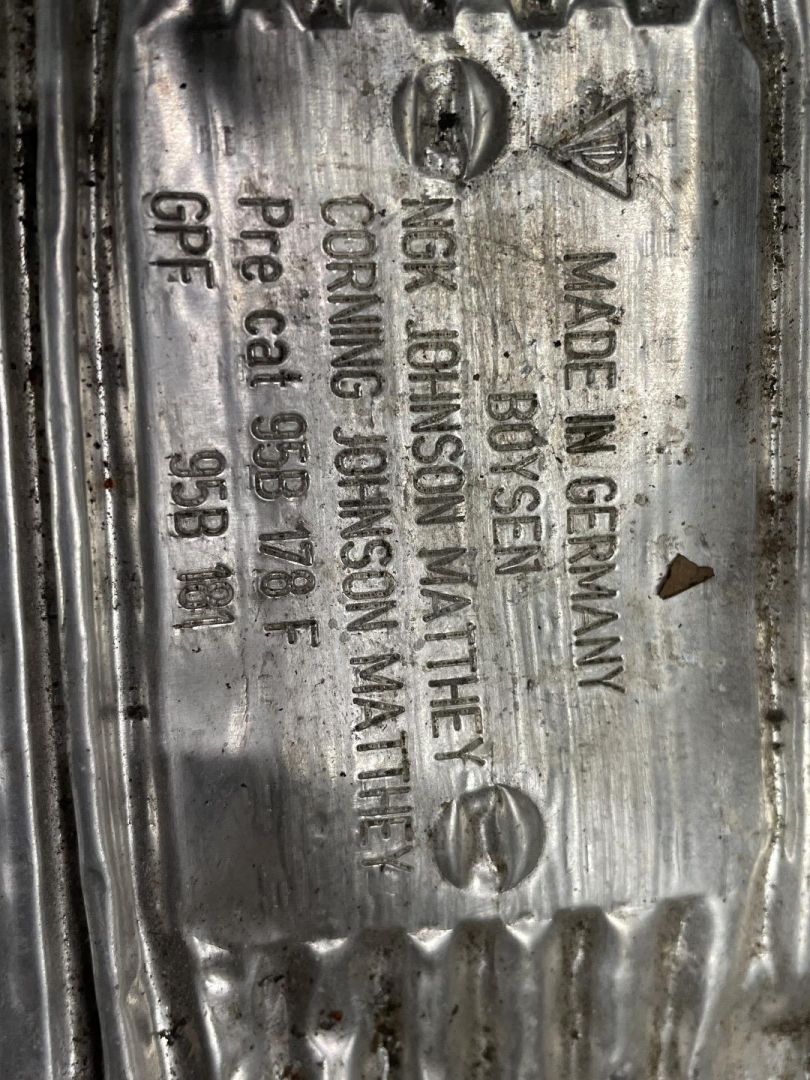 MADE IN GERMANY
BOYSEN
NGK JOHNSON MATTHEY
CORNING JOHNSON MATTHEY
Pre cat 95B 178 F
GPF 95B 181